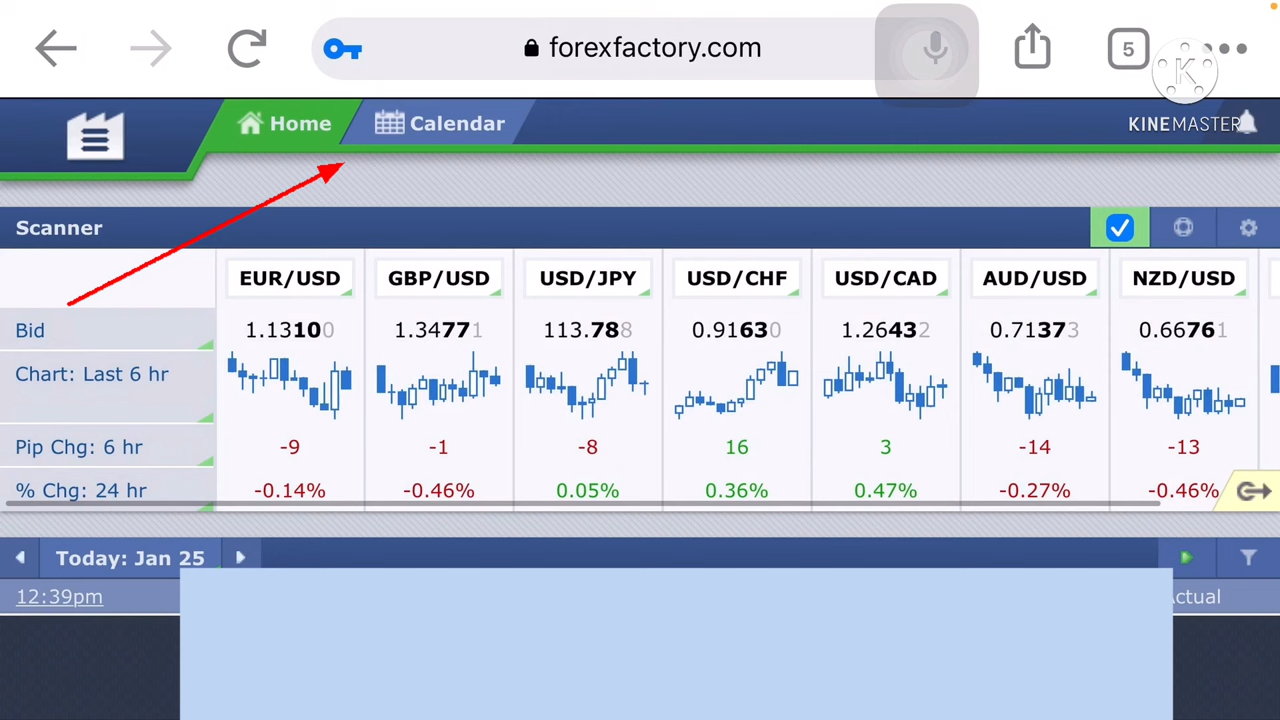 forexfactory.com
5
K
Home
Calendar
KINEMASTER
Scanner
EUR/USD GBP/USD USD/JPY USD/CHF USD/CAD AUD/USD NZD/USD
Bid 1.13100 1.34771 113.788 0.91630 1.26432 0.71373 0.66761
Chart: Last 6 hr
Pip Chg: 6 hr -9 -1 -8 16 3 -14 -13
% Chg: 24 hr -0.14% -0.46% 0.05% 0.36% 0.47% -0.27% -0.46%
Today: Jan 25
12:39pm